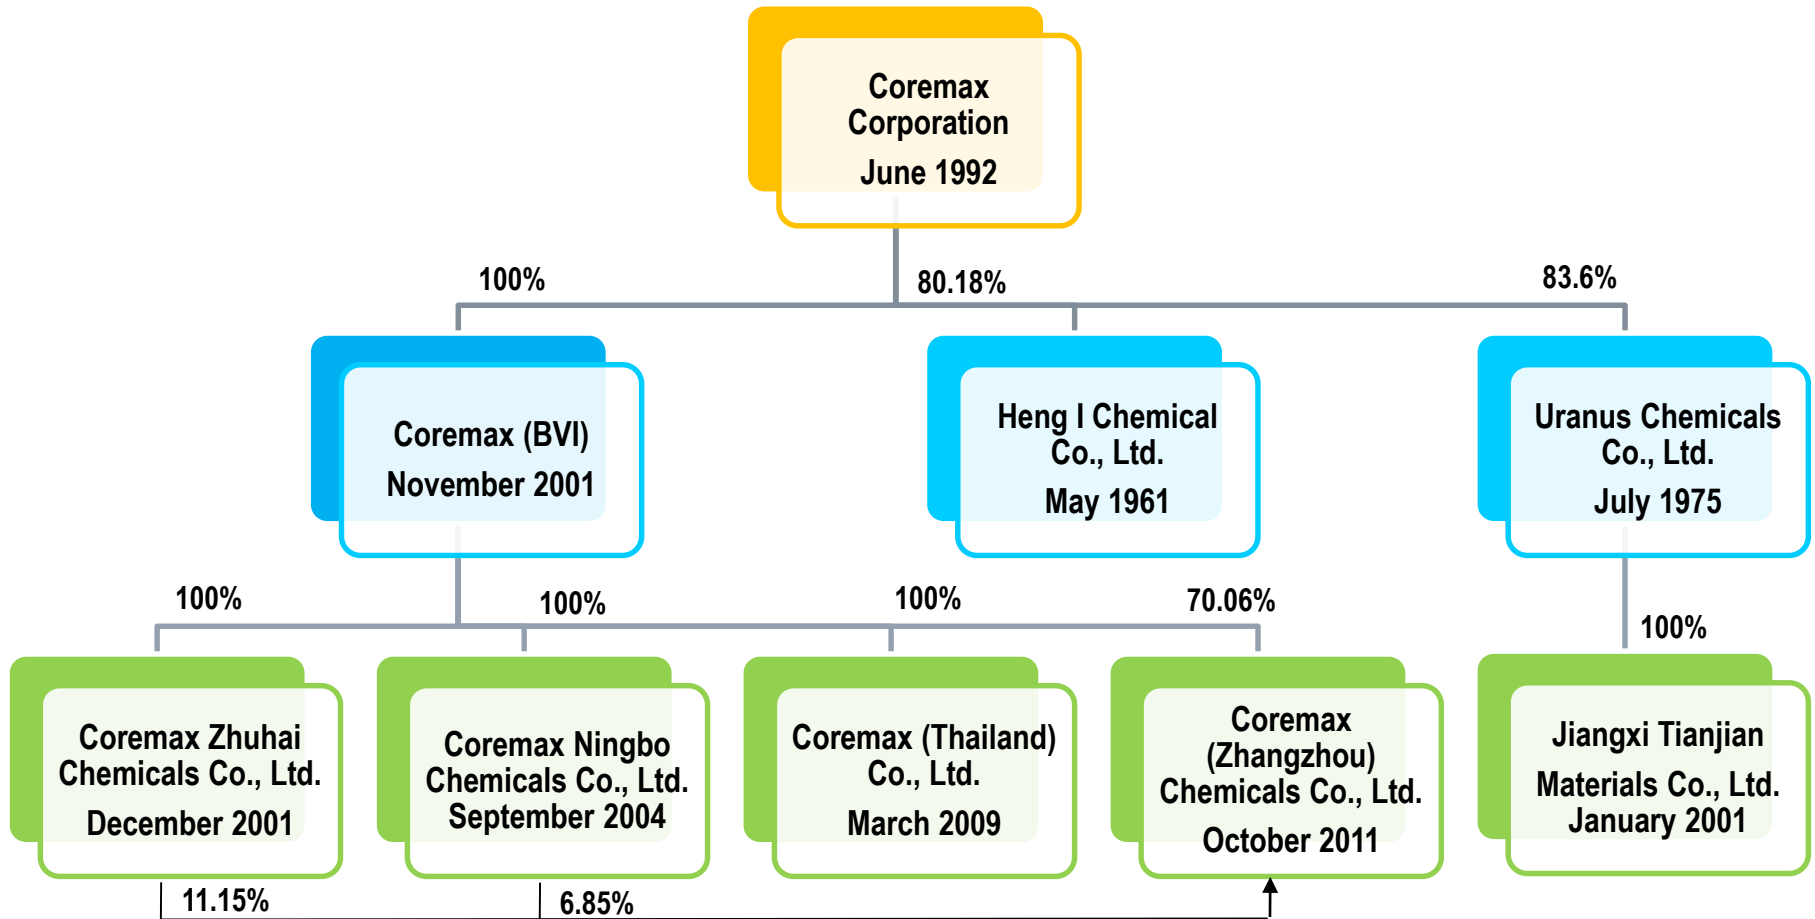 Coremax
Corporation
June 1992
100%
80.18%
83.6%
Coremax (BVI)
November 2001
Heng I Chemical
Co., Ltd.
May 1961
Uranus Chemicals
Co., Ltd.
July 1975
100%
100%
100%
70.06%
100%
Coremax Zhuhai
Chemicals Co., Ltd.
December 2001
Coremax Ningbo
Chemicals Co., Ltd.
September 2004
Coremax (Thailand)
Co., Ltd.
March 2009
Coremax
(Zhangzhou)
Chemicals Co., Ltd.
October 2011
Jiangxi Tianjian
Materials Co., Ltd.
January 2001
11.15%
6.85%